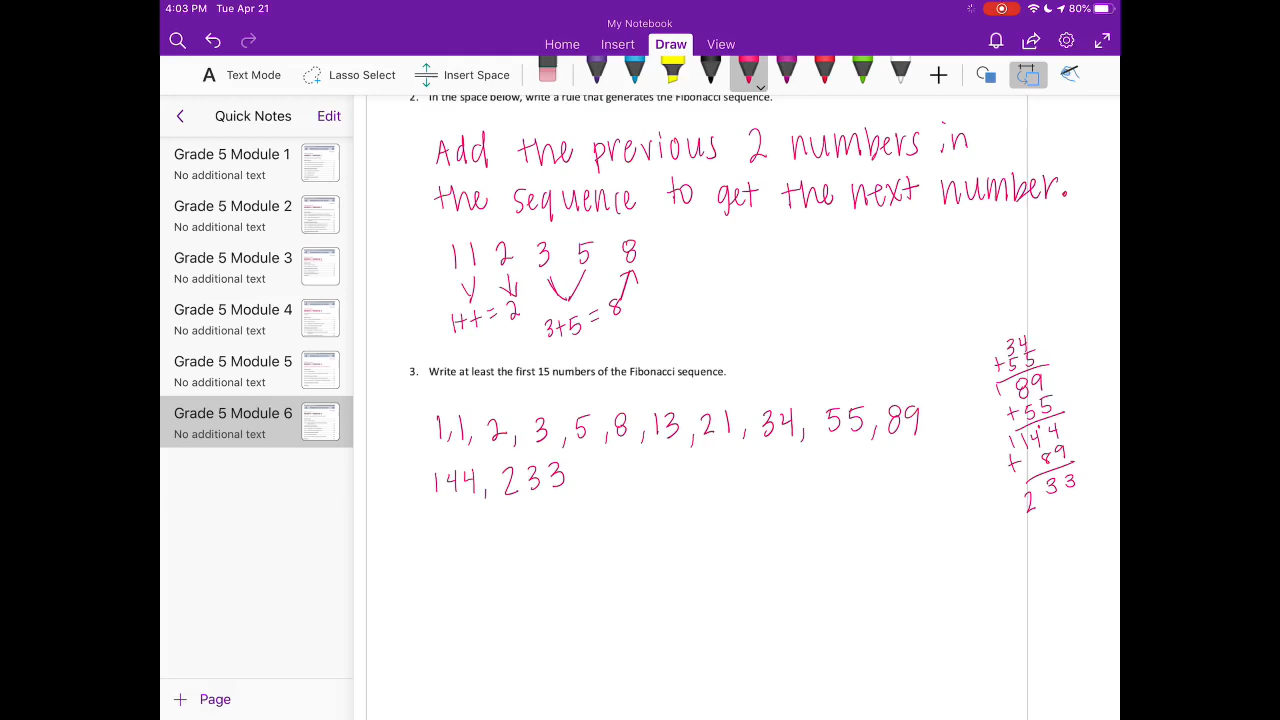 4:03 PM Tue Apr 21
80%
My Notebook
Home Insert Draw View
Text Mode Lasso Select Insert Space
Quick Notes Edit
Grade 5 Module 1
No additional text
Grade 5 Module 2
No additional text
Grade 5 Module 3
No additional text
Grade 5 Module 4
No additional text
Grade 5 Module 5
No additional text
Grade 5 Module 6
No additional text
Page
2. In the space below, write a rule that generates the Fibonacci sequence.
Add the previous 2 numbers in
the sequence to get the next number.
1 1 2 3 5 8
1+1=2 3+5=8
3. Write at least the first 15 numbers of the Fibonacci sequence.
1,1,2,3,5,8,13,21,34,55,89
144,233
34
+55
89
+55
144
+ 89
233